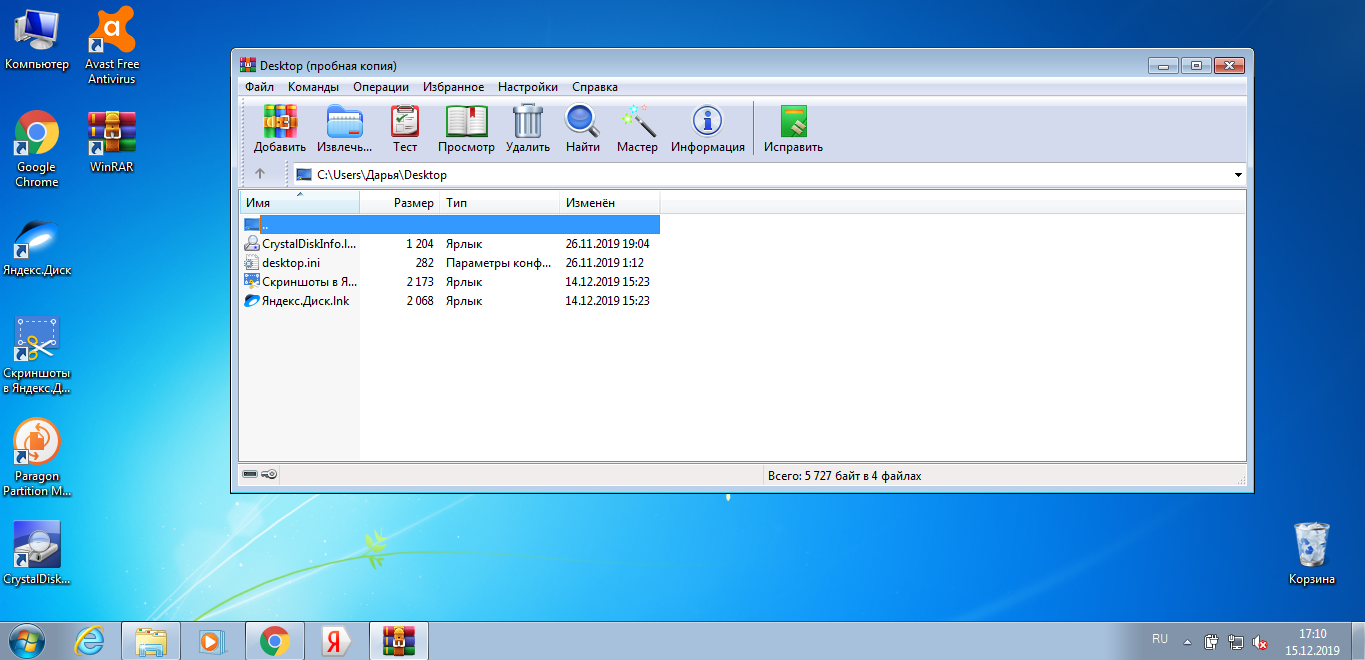 Компьютер
Avast Free
Antivirus
Google
Chrome
WinRAR
Яндекс.Диск
Скриншоты
в Яндекс.Д...
Paragon
Partition M...
CrystalDisk...
Desktop (пробная копия)
Файл Команды Операции Избранное Настройки Справка
Добавить Извлечь... Тест Просмотр Удалить Найти Мастер Информация Исправить
C:\Users\Дарья\Desktop
Имя Размер Тип Изменён
..
CrystalDiskInfo.l... 1 204 Ярлык 26.11.2019 19:04
desktop.ini 282 Параметры конф... 26.11.2019 1:12
Скриншоты в Я... 2 173 Ярлык 14.12.2019 15:23
Яндекс.Диск.lnk 2 068 Ярлык 14.12.2019 15:23
Всего: 5 727 байт в 4 файлах
Корзина
RU
17:10
15.12.2019